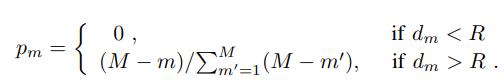 p_m = { 0 , if d_m < R
(M − m)/∑_{m′=1}^{M}(M − m′), if d_m > R .